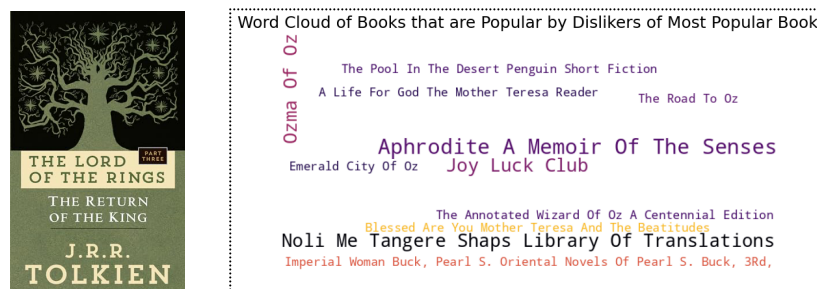 PART
THREE
THE LORD
OF THE RINGS
THE RETURN
OF THE KING
J.R.R.
TOLKIEN
Word Cloud of Books that are Popular by Dislikers of Most Popular Book
Ozma Of Oz
The Pool In The Desert Penguin Short Fiction
A Life For God The Mother Teresa Reader
The Road To Oz
Aphrodite A Memoir Of The Senses
Emerald City Of Oz
Joy Luck Club
The Annotated Wizard Of Oz A Centennial Edition
Blessed Are You Mother Teresa And The Beatitudes
Noli Me Tangere Shaps Library Of Translations
Imperial Woman Buck, Pearl S. Oriental Novels Of Pearl S. Buck, 3Rd,